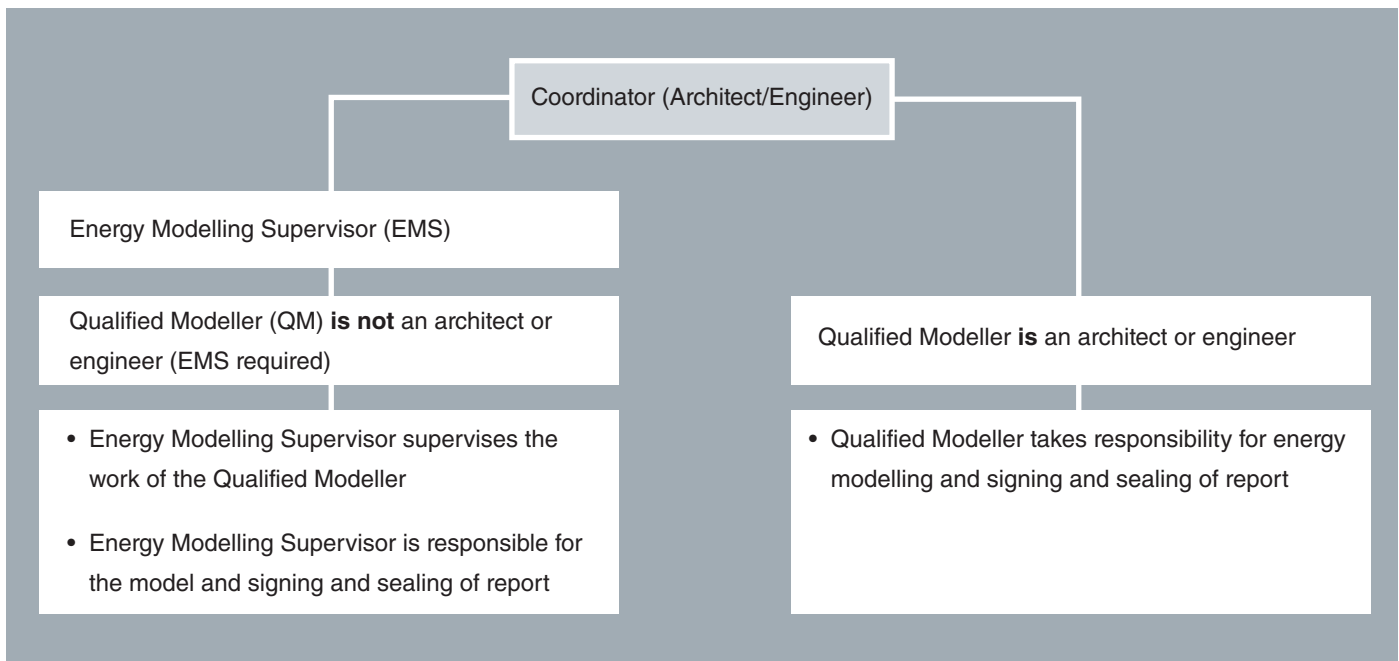 Coordinator (Architect/Engineer)
Energy Modelling Supervisor (EMS)
Qualified Modeller (QM) is not an architect or
engineer (EMS required)
• Energy Modelling Supervisor supervises the
work of the Qualified Modeller
• Energy Modelling Supervisor is responsible for
the model and signing and sealing of report
Qualified Modeller is an architect or engineer
• Qualified Modeller takes responsibility for energy
modelling and signing and sealing of report